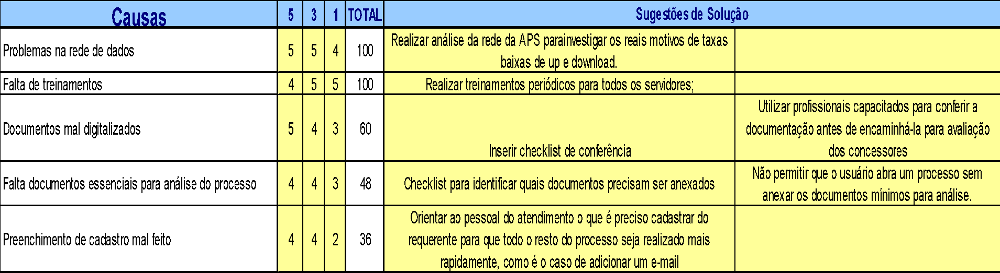 Causas 5 3 1 TOTAL Sugestões de Solução
Problemas na rede de dados 5 5 4 100
Realizar análise da rede da APS parainvestigar os reais motivos de taxas
baixas de up e download.
Falta de treinamentos 4 5 5 100 Realizar treinamentos periódicos para todos os servidores;
Documentos mal digitalizados 5 4 3 60
Inserir checklist de conferência
Utilizar profissionais capacitados para conferir a
documentação antes de encaminhá-la para avaliação
dos concessores
Falta documentos essenciais para análise do processo 4 4 3 48 Checklist para identificar quais documentos precisam ser anexados
Não permitir que o usuário abra um processo sem
anexar os documentos mínimos para análise.
Preenchimento de cadastro mal feito 4 4 2 36
Orientar ao pessoal do atendimento o que é preciso cadastrar do
requerente para que todo o resto do processo seja realizado mais
rapidamente, como é o caso de adicionar um e-mail